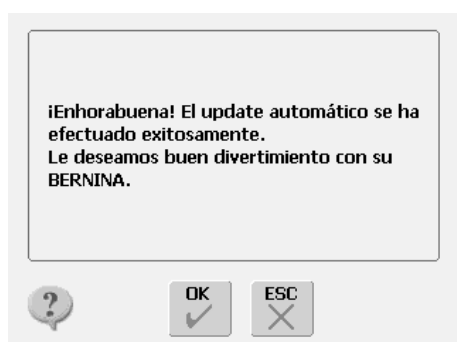 ¡Enhorabuena! El update automático se ha
efectuado exitosamente.
Le deseamos buen divertimiento con su
BERNINA.
?
OK
ESC